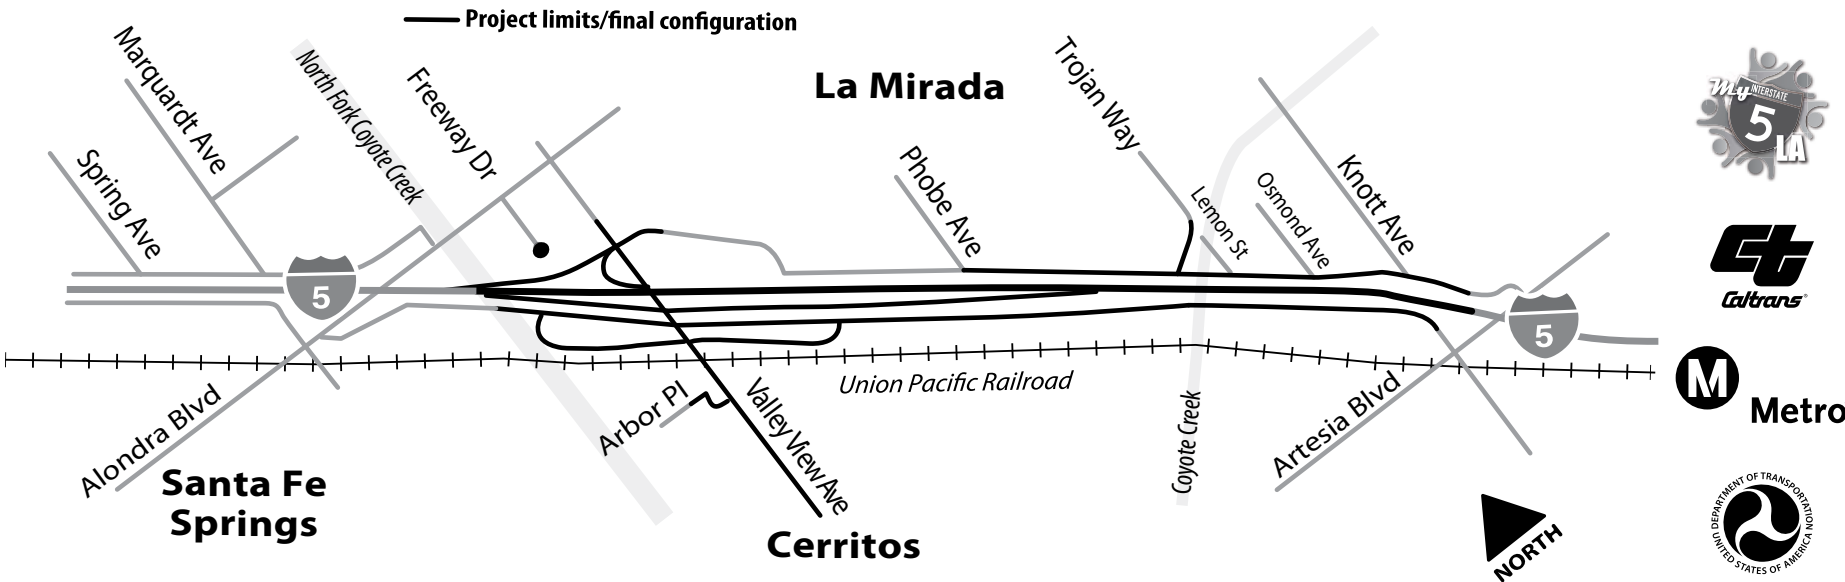 Project limits/final configuration
Marquardt Ave
Spring Ave
North Fork Coyote Creek
Freeway Dr
La Mirada
Phobe Ave
Trojan Way
Lemon St
Osmond Ave
Knott Ave
5
5
Union Pacific Railroad
Alondra Blvd
Arbor Pl
Valley View Ave
Coyote Creek
Artesia Blvd
Santa Fe
Springs
Cerritos
NORTH
My
INTERSTATE
5
LA
Caltrans®
M
Metro
DEPARTMENT OF TRANSPORTATION
UNITED STATES OF AMERICA